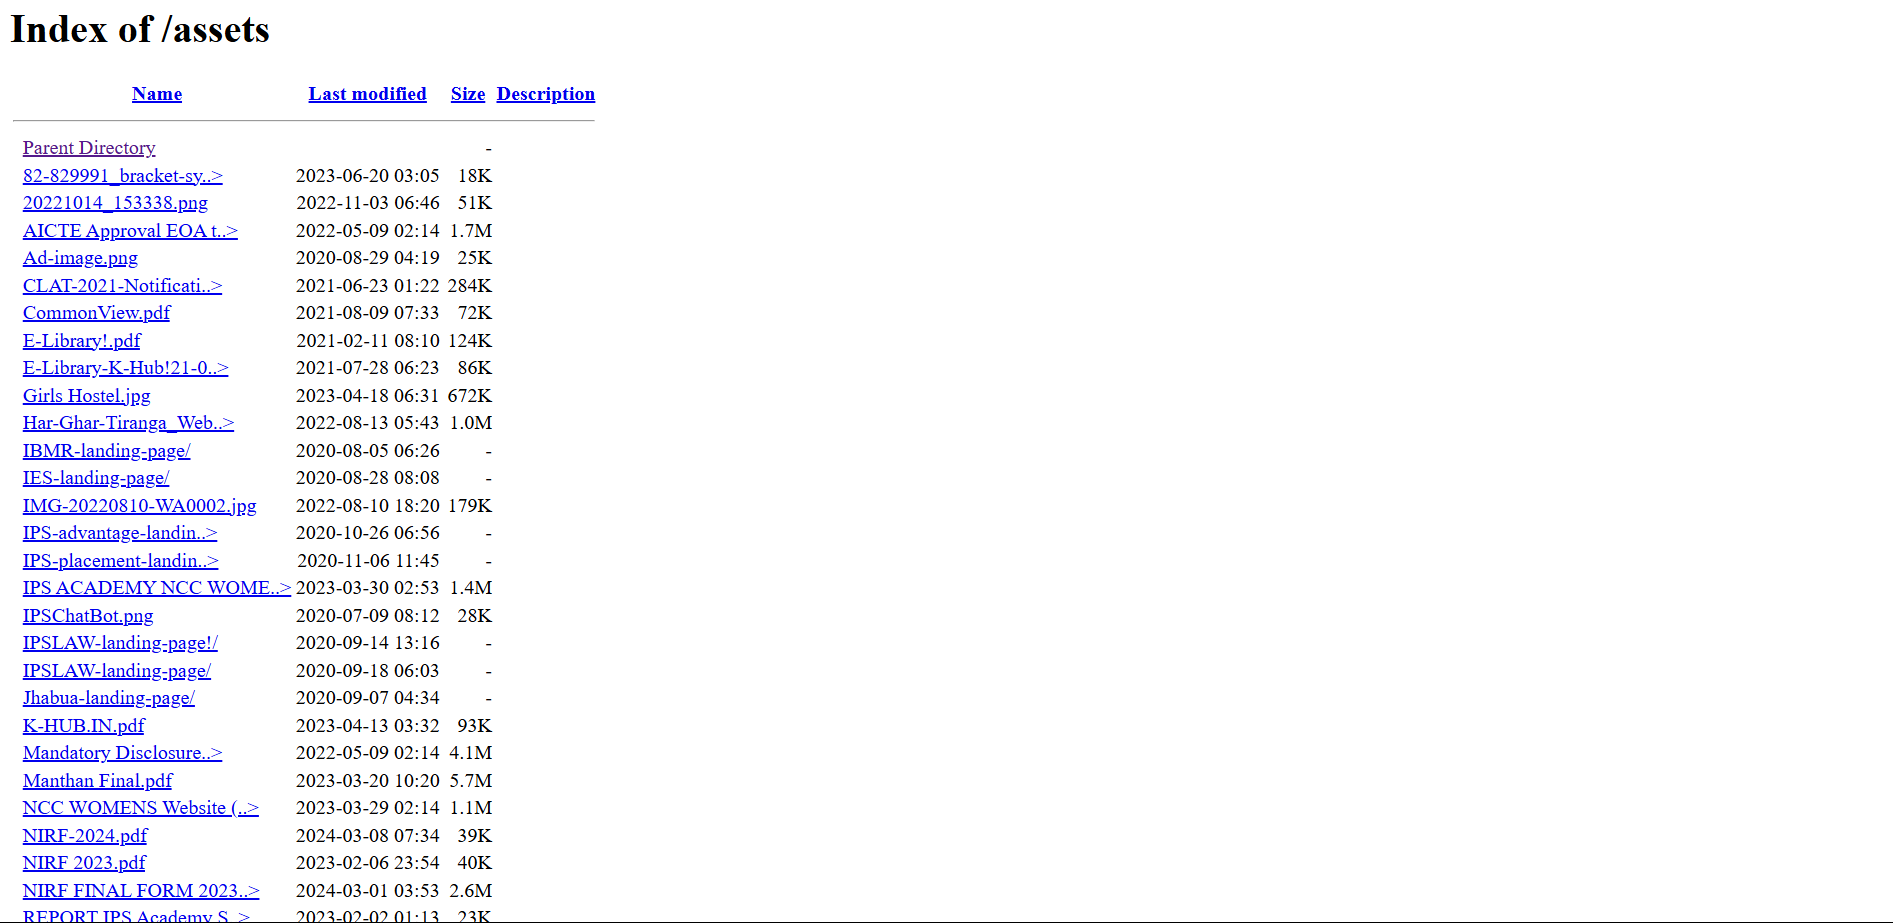 Index of /assets
Name Last modified Size Description
Parent Directory -
82-829991_bracket-sy..> 2023-06-20 03:05 18K
20221014_153338.png 2022-11-03 06:46 51K
AICTE Approval EOA t..> 2022-05-09 02:14 1.7M
Ad-image.png 2020-08-29 04:19 25K
CLAT-2021-Notificati..> 2021-06-23 01:22 284K
CommonView.pdf 2021-08-09 07:33 72K
E-Library!.pdf 2021-02-11 08:10 124K
E-Library-K-Hub!21-0..> 2021-07-28 06:23 86K
Girls Hostel.jpg 2023-04-18 06:31 672K
Har-Ghar-Tiranga_Web..> 2022-08-13 05:43 1.0M
IBMR-landing-page/ 2020-08-05 06:26 -
IES-landing-page/ 2020-08-28 08:08 -
IMG-20220810-WA0002.jpg 2022-08-10 18:20 179K
IPS-advantage-landin..> 2020-10-26 06:56 -
IPS-placement-landin..> 2020-11-06 11:45 -
IPS ACADEMY NCC WOME..> 2023-03-30 02:53 1.4M
IPSChatBot.png 2020-07-09 08:12 28K
IPSLAW-landing-page!/ 2020-09-14 13:16 -
IPSLAW-landing-page/ 2020-09-18 06:03 -
Jhabua-landing-page/ 2020-09-07 04:34 -
K-HUB.IN.pdf 2023-04-13 03:32 93K
Mandatory Disclosure..> 2022-05-09 02:14 4.1M
Manthan Final.pdf 2023-03-20 10:20 5.7M
NCC WOMENS Website (..> 2023-03-29 02:14 1.1M
NIRF-2024.pdf 2024-03-08 07:34 39K
NIRF 2023.pdf 2023-02-06 23:54 40K
NIRF FINAL FORM 2023..> 2024-03-01 03:53 2.6M
REPORT IPS Academy S..> 2023-02-02 01:13 23K